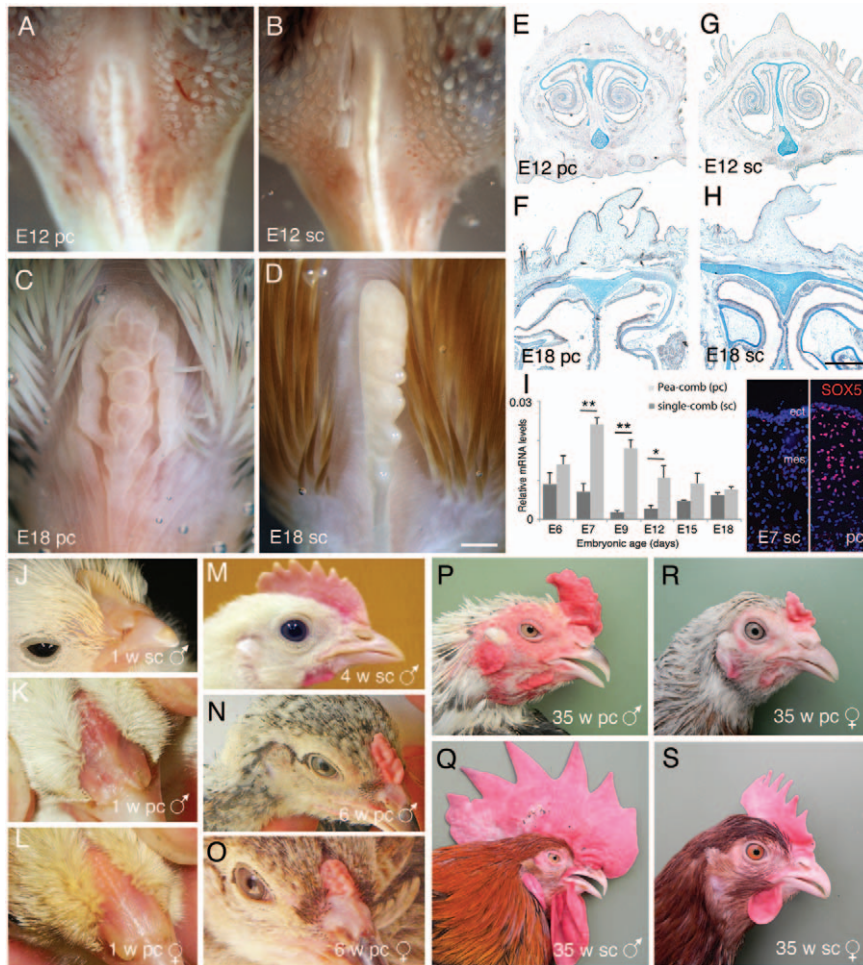 A
E12 pc
B
E12 sc
C
E18 pc
D
E18 sc
E
E12 pc
G
E12 sc
F
E18 pc
H
E18 sc
I
Pea-comb (pc)
single-comb (sc)
0.03
0
Relative mRNA levels
** ** *
E6 E7 E9 E12 E15 E18
Embryonic age (days)
SOX5
ect
mes
E7 sc
pc
J
1 w sc ♂
K
1 w pc ♂
L
1 w pc ♀
M
4 w sc ♂
N
6 w pc ♂
O
6 w pc ♀
P
35 w pc ♂
Q
35 w sc ♂
R
35 w pc ♀
S
35 w sc ♀